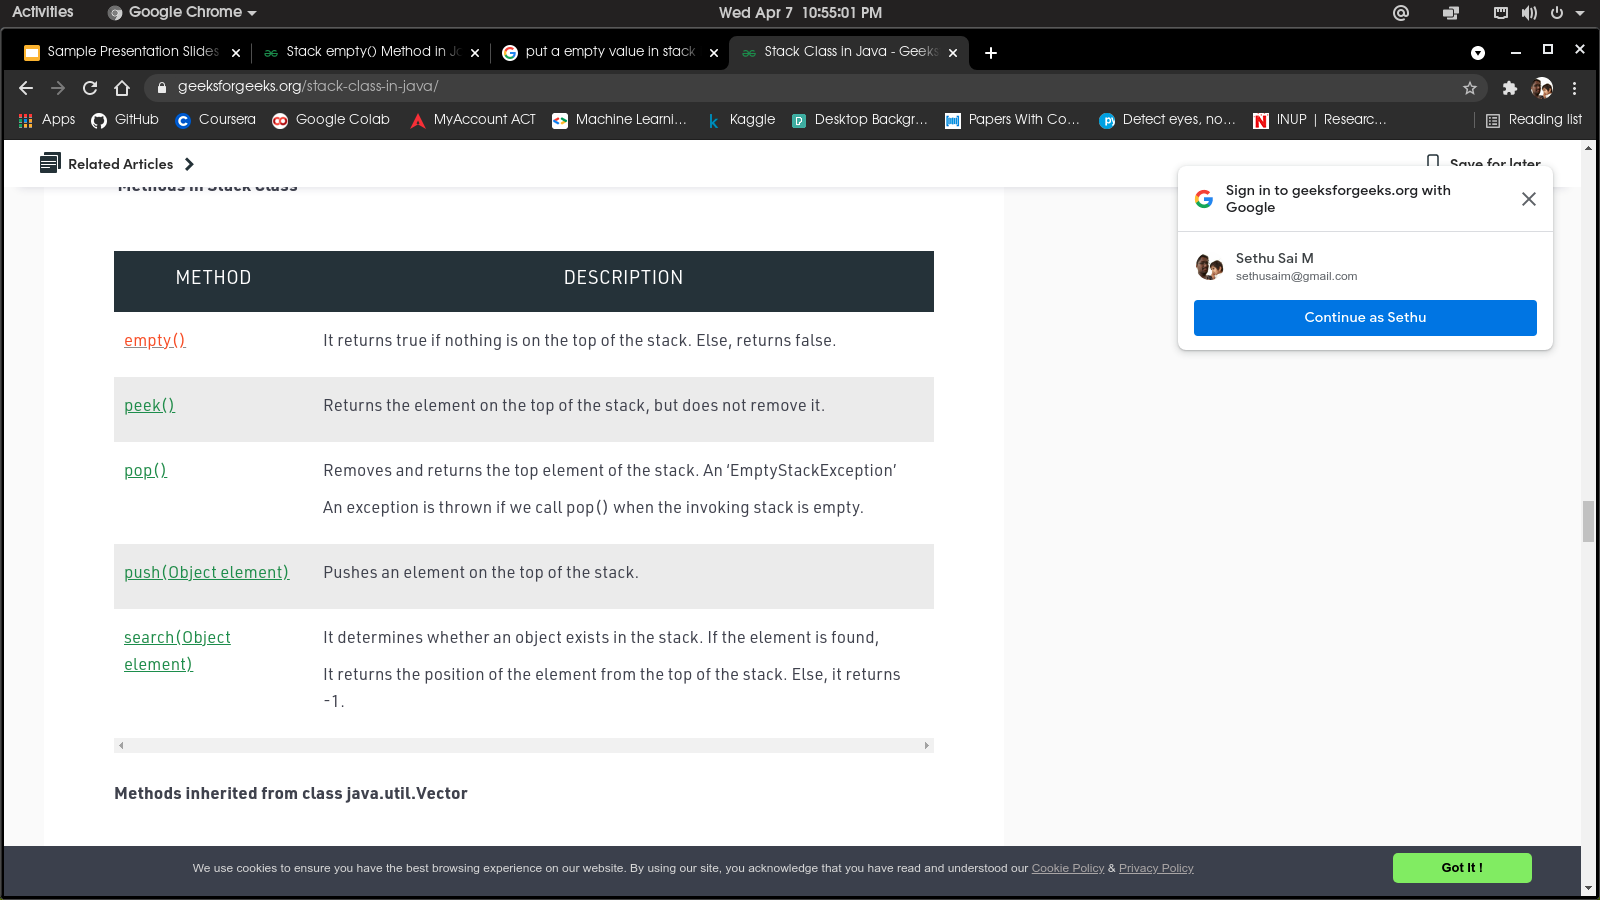 Activities
Google Chrome
Wed Apr 7 10:55:01 PM
Sample Presentation Slides
Stack empty() Method in Jc
put a empty value in stack
Stack Class in Java - Geeks
geeksforgeeks.org/stack-class-in-java/
Apps
GitHub
Coursera
Google Colab
MyAccount ACT
Machine Learni...
Kaggle
Desktop Backgr...
Papers With Co...
Detect eyes, no...
INUP | Researc...
Reading list
Related Articles
Save for later
Methods in Stack Class
Sign in to geeksforgeeks.org with
Google
Sethu Sai M
sethusaim@gmail.com
Continue as Sethu
METHOD DESCRIPTION
empty() It returns true if nothing is on the top of the stack. Else, returns false.
peek() Returns the element on the top of the stack, but does not remove it.
pop() Removes and returns the top element of the stack. An ‘EmptyStackException’
An exception is thrown if we call pop() when the invoking stack is empty.
push(Object element) Pushes an element on the top of the stack.
search(Object It determines whether an object exists in the stack. If the element is found,
element)
It returns the position of the element from the top of the stack. Else, it returns
-1.
Methods inherited from class java.util.Vector
We use cookies to ensure you have the best browsing experience on our website. By using our site, you acknowledge that you have read and understood our Cookie Policy & Privacy Policy
Got It !